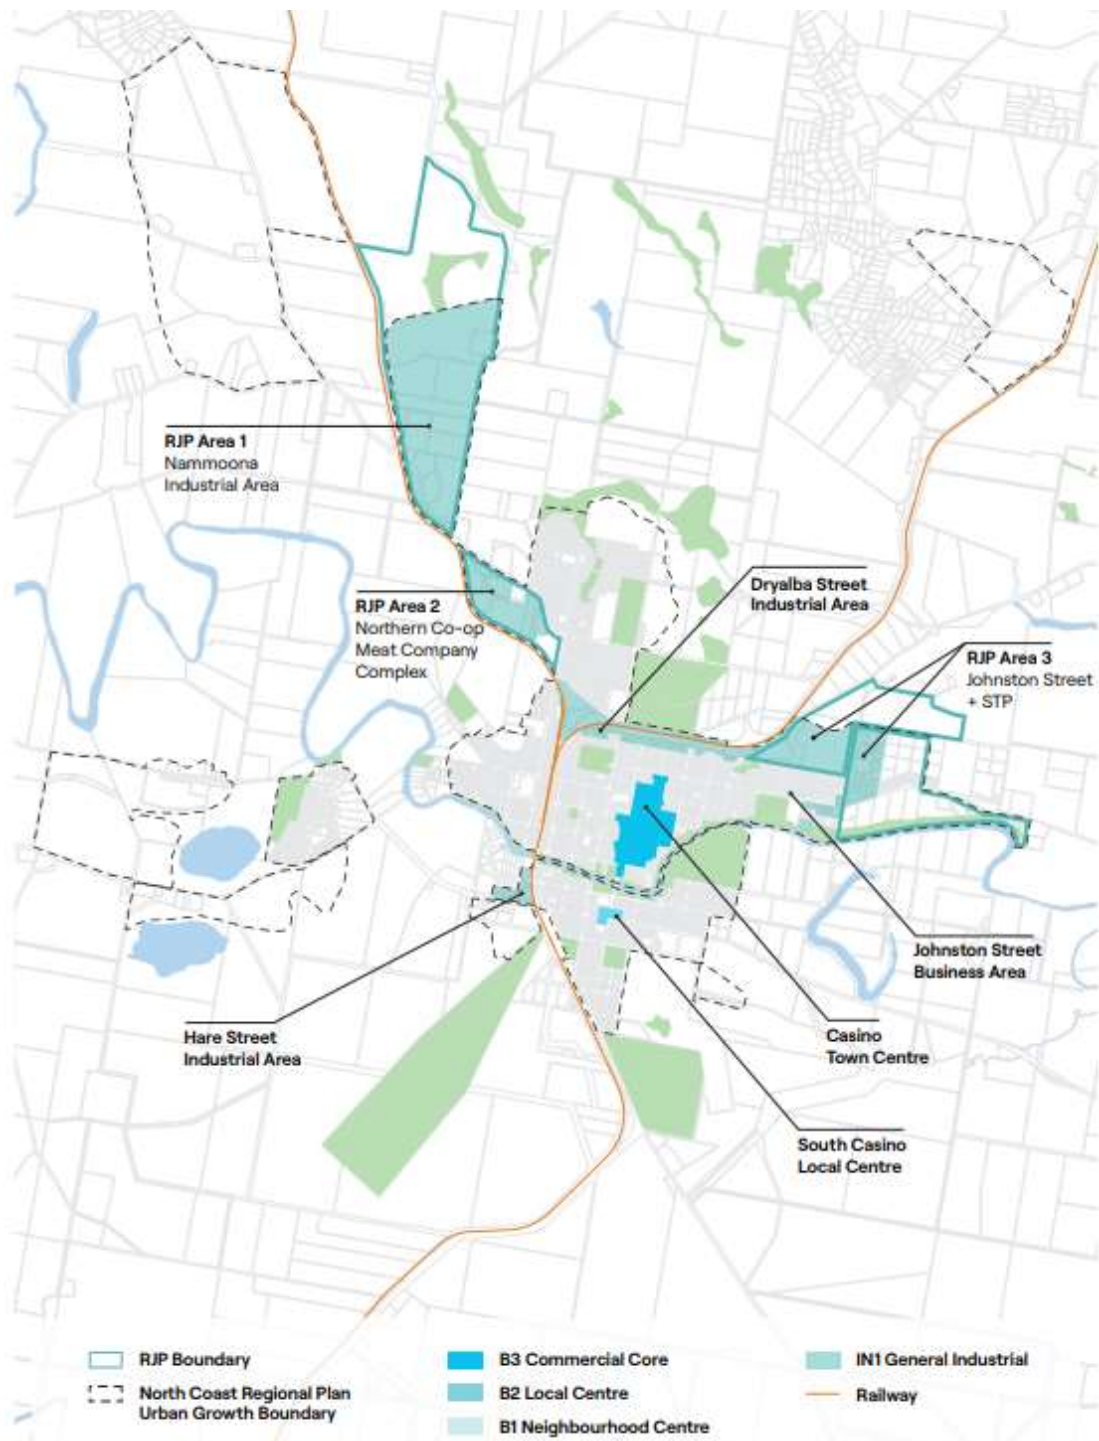 RJP Area 1
Nammoona
Industrial Area
RJP Area 2
Northern Co-op
Meat Company
Complex
Dryalba Street
Industrial Area
RJP Area 3
Johnston Street
+ STP
Johnston Street
Business Area
Hare Street
Industrial Area
Casino
Town Centre
South Casino
Local Centre
RJP Boundary
North Coast Regional Plan
Urban Growth Boundary
B3 Commercial Core
B2 Local Centre
B1 Neighbourhood Centre
IN1 General Industrial
Railway